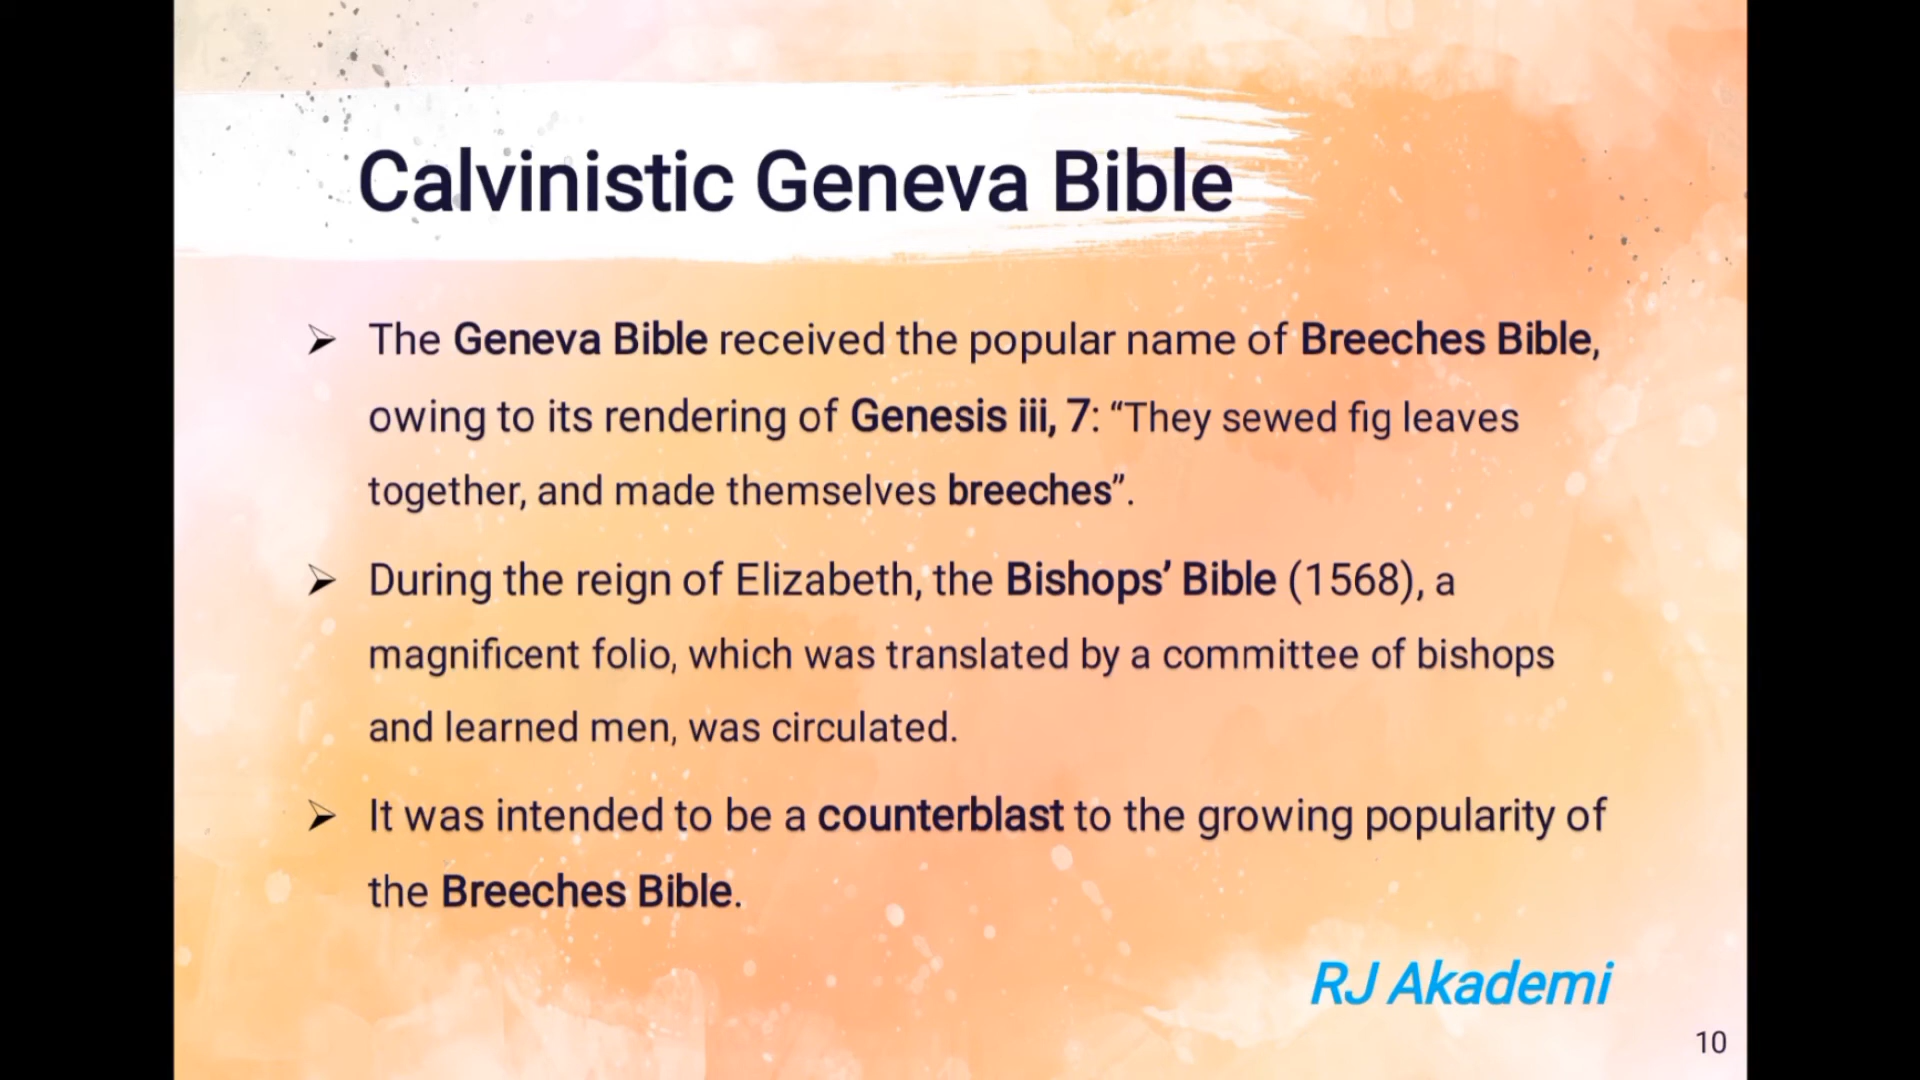 Calvinistic Geneva Bible
➢ The Geneva Bible received the popular name of Breeches Bible,
owing to its rendering of Genesis iii, 7: “They sewed fig leaves
together, and made themselves breeches”.
➢ During the reign of Elizabeth, the Bishops’ Bible (1568), a
magnificent folio, which was translated by a committee of bishops
and learned men, was circulated.
➢ It was intended to be a counterblast to the growing popularity of
the Breeches Bible.
RJ Akademi
10